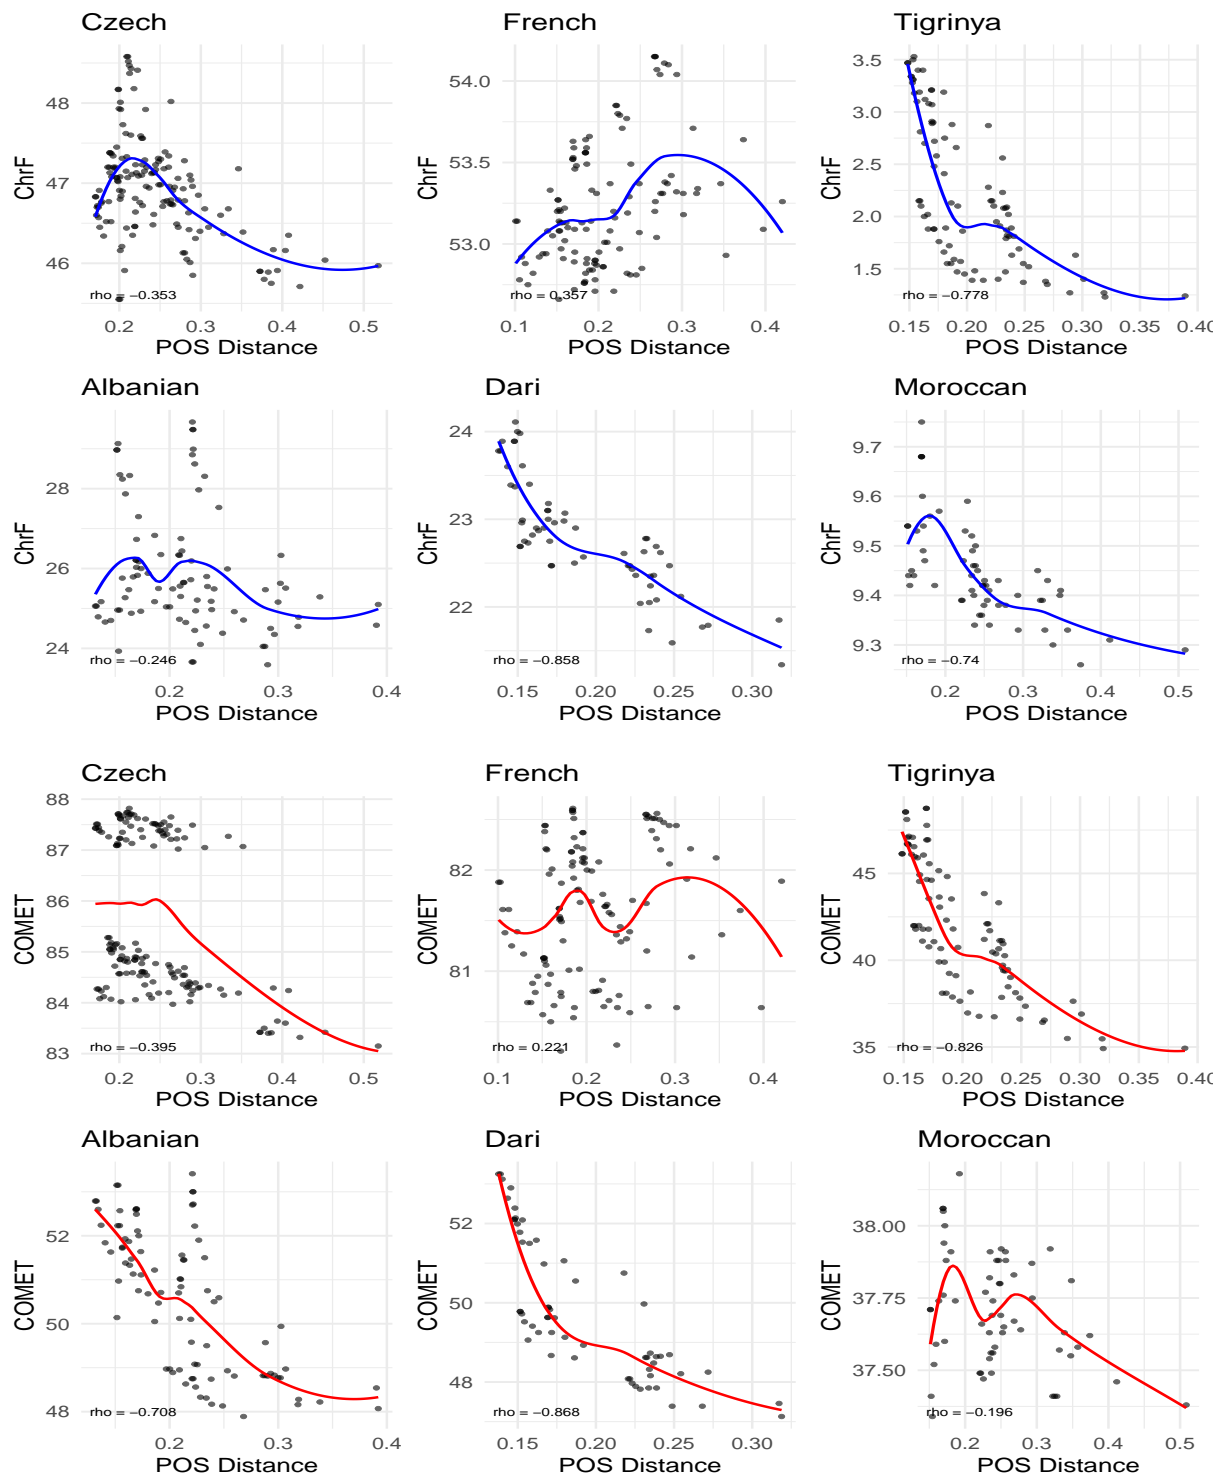 Czech French Tigrinya
ChrF 48 47 46
rho = −0.353
0.2 0.3 0.4 0.5
POS Distance
ChrF 54.0 53.5 53.0
rho = 0.357
0.1 0.2 0.3 0.4
POS Distance
ChrF 3.5 3.0 2.5 2.0 1.5
rho = −0.778
0.15 0.20 0.25 0.30 0.35 0.40
POS Distance
Albanian Dari Moroccan
ChrF 28 26 24
rho = −0.246
0.2 0.3 0.4
POS Distance
ChrF 24 23 22
rho = −0.858
0.15 0.20 0.25 0.30
POS Distance
ChrF 9.7 9.6 9.5 9.4 9.3
rho = −0.74
0.2 0.3 0.4 0.5
POS Distance
Czech French Tigrinya
COMET 88 87 86 85 84 83
rho = −0.395
0.2 0.3 0.4 0.5
POS Distance
COMET 82 81
rho = 0.221
0.1 0.2 0.3 0.4
POS Distance
COMET 45 40 35
rho = −0.826
0.15 0.20 0.25 0.30 0.35 0.40
POS Distance
Albanian Dari Moroccan
COMET 52 50 48
rho = −0.708
0.2 0.3 0.4
POS Distance
COMET 52 50 48
rho = −0.868
0.15 0.20 0.25 0.30
POS Distance
COMET 38.00 37.75 37.50
rho = −0.196
0.2 0.3 0.4 0.5
POS Distance